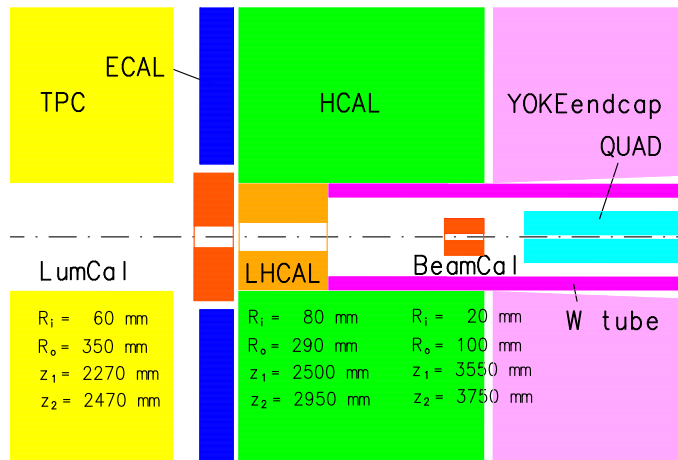 ECAL
TPC
HCAL
YOKEendcap
QUAD
LumCal
LHCAL
BeamCal
W tube
Rᵢ = 60 mm
Rₒ = 350 mm
z₁ = 2270 mm
z₂ = 2470 mm
Rᵢ = 80 mm
Rₒ = 290 mm
z₁ = 2500 mm
z₂ = 2950 mm
Rᵢ = 20 mm
Rₒ = 100 mm
z₁ = 3550 mm
z₂ = 3750 mm